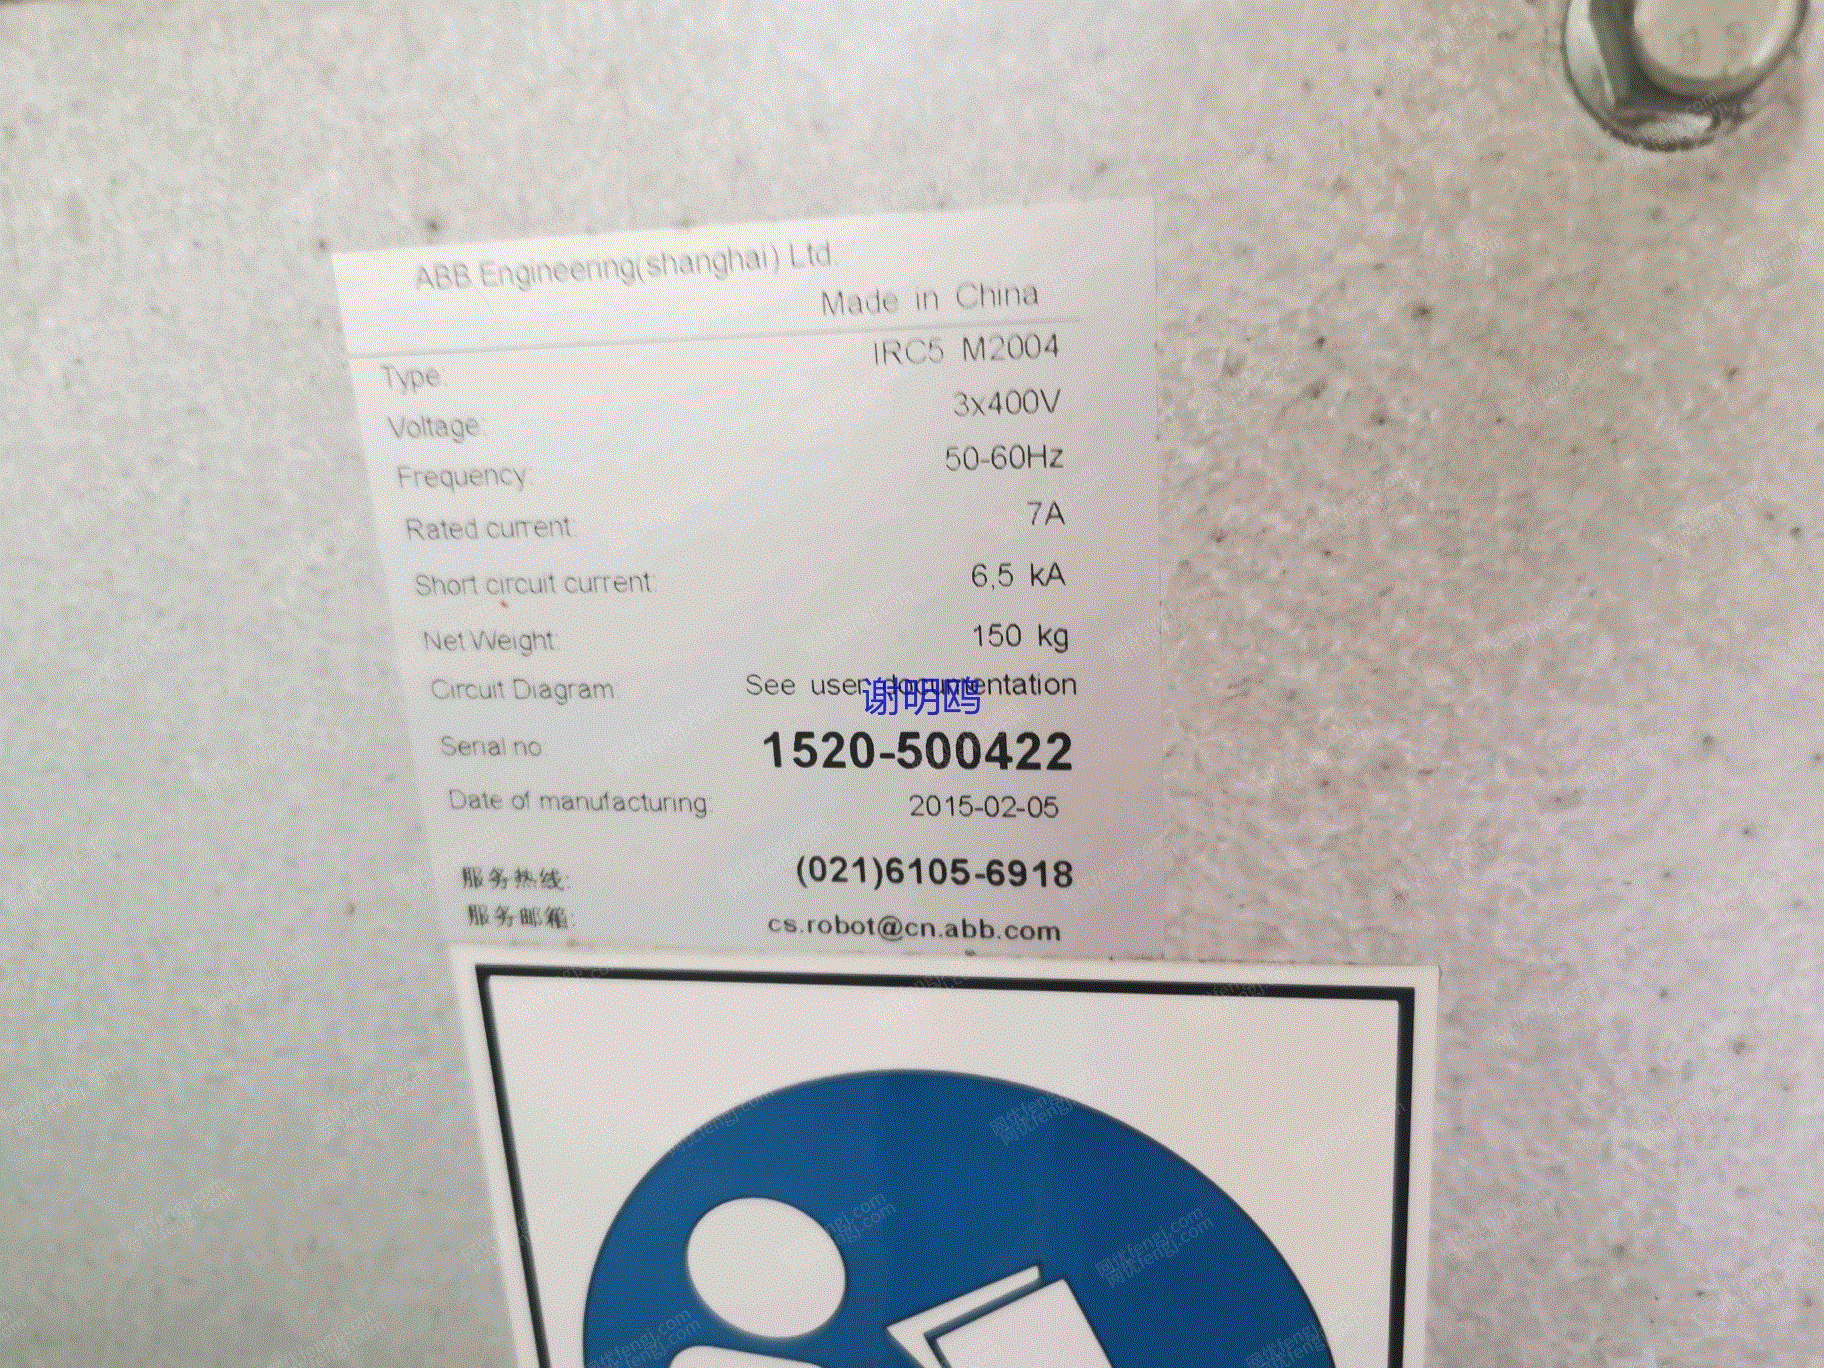 ABB Engineering(shanghai) Ltd.
Made in China
Type: IRC5 M2004
Voltage: 3x400V
Frequency: 50-60Hz
Rated current: 7A
Short circuit current: 6,5 kA
Net Weight: 150 kg
Circuit Diagram: See user documentation
谢明鸥
Serial no: 1520-500422
Date of manufacturing: 2015-02-05
服务热线: (021)6105-6918
服务邮箱: cs.robot@cn.abb.com